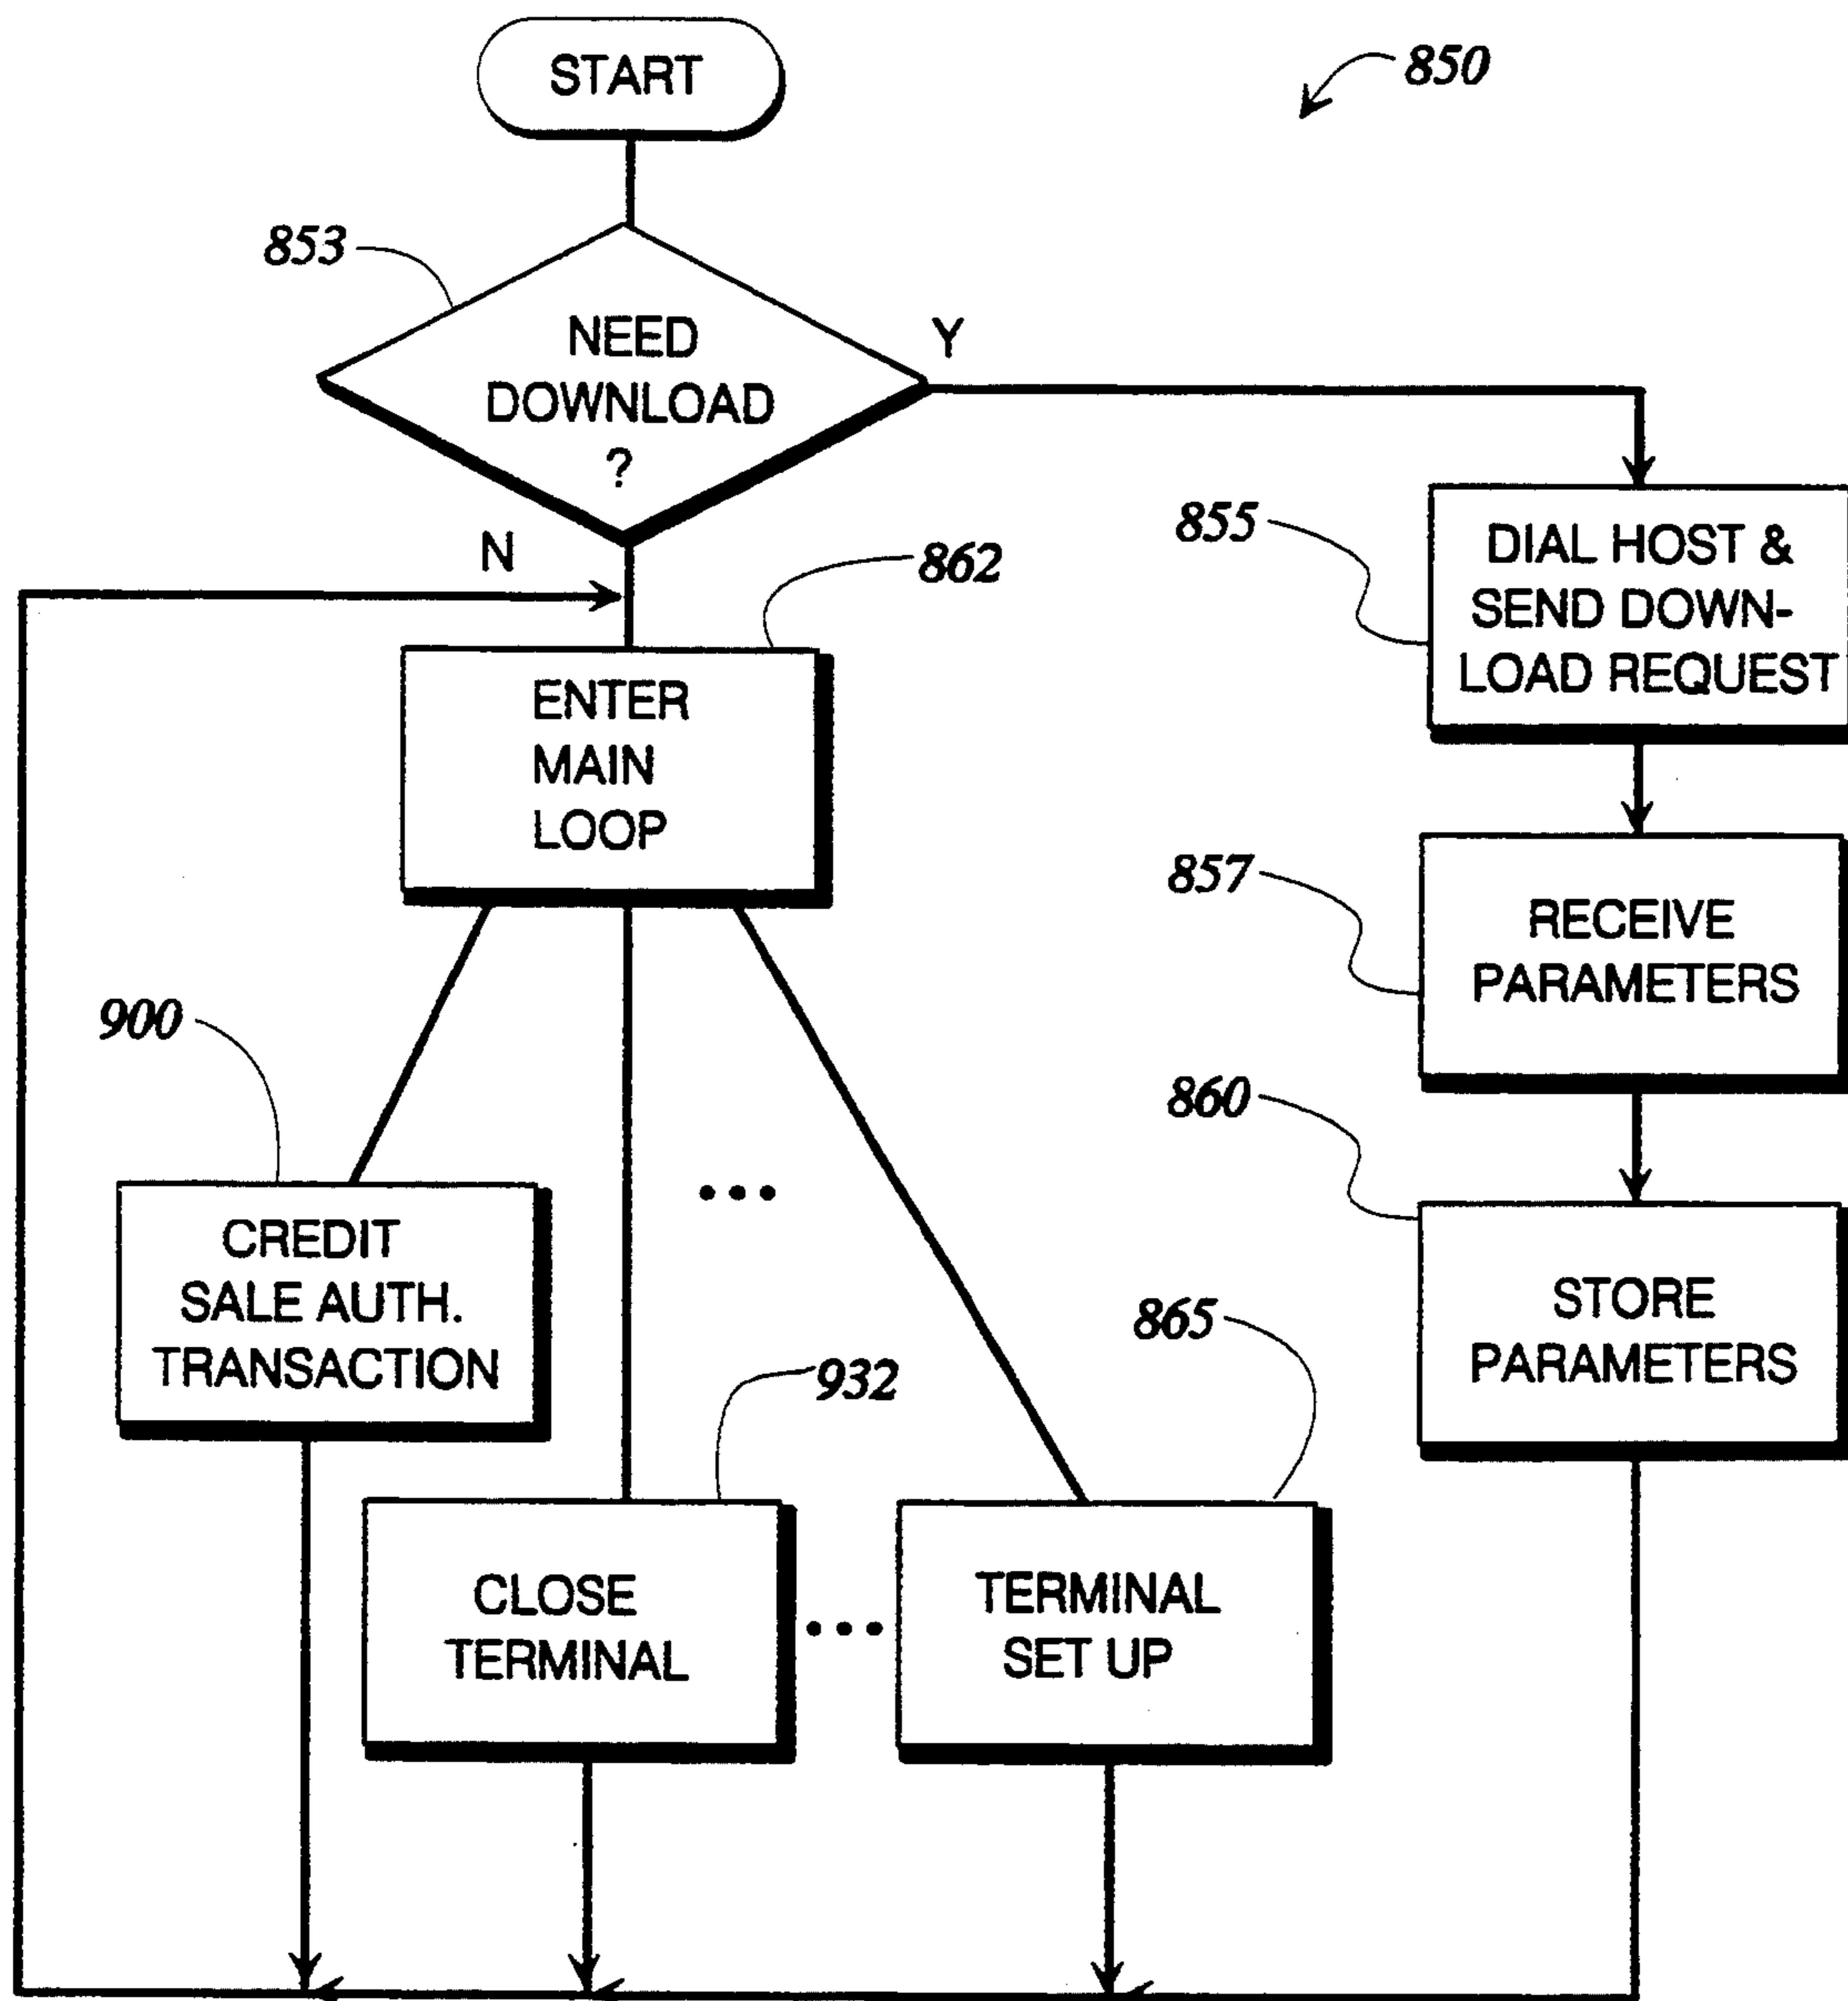 START
850
853
NEED
DOWNLOAD
?
Y
N
862
855
DIAL HOST &
SEND DOWN-
LOAD REQUEST
ENTER
MAIN
LOOP
857
RECEIVE
PARAMETERS
900
860
...
CREDIT
SALE AUTH.
TRANSACTION
STORE
PARAMETERS
865
932
CLOSE
TERMINAL
...
TERMINAL
SET UP